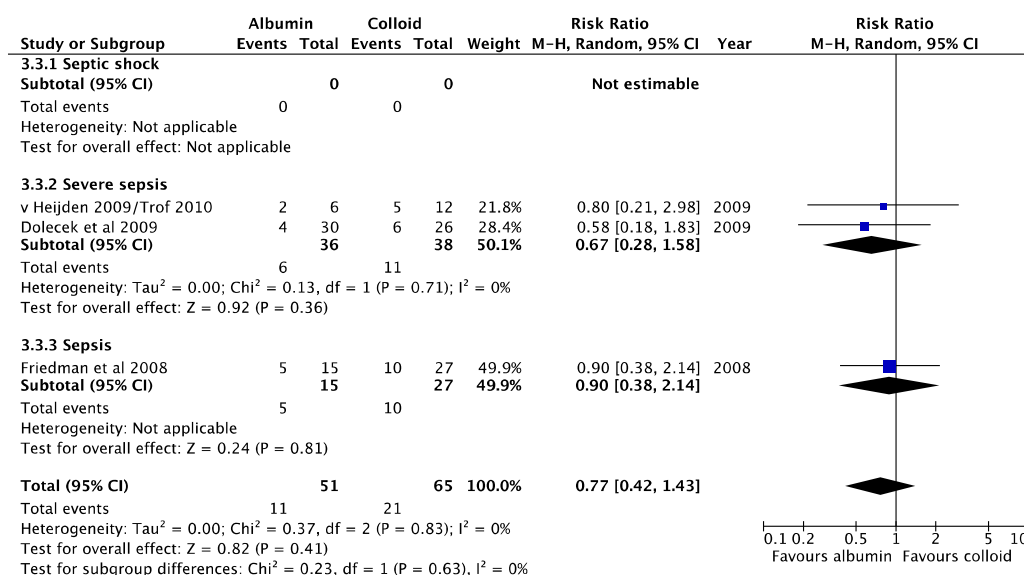 Albumin Colloid Risk Ratio Risk Ratio
Study or Subgroup Events Total Events Total Weight M-H, Random, 95% CI Year M-H, Random, 95% CI
3.3.1 Septic shock
Subtotal (95% CI) 0 0 Not estimable
Total events 0 0
Heterogeneity: Not applicable
Test for overall effect: Not applicable
3.3.2 Severe sepsis
v Heijden 2009/Trof 2010 2 6 5 12 21.8% 0.80 [0.21, 2.98] 2009
Dolecek et al 2009 4 30 6 26 28.4% 0.58 [0.18, 1.83] 2009
Subtotal (95% CI) 36 38 50.1% 0.67 [0.28, 1.58]
Total events 6 11
Heterogeneity: Tau² = 0.00; Chi² = 0.13, df = 1 (P = 0.71); I² = 0%
Test for overall effect: Z = 0.92 (P = 0.36)
3.3.3 Sepsis
Friedman et al 2008 5 15 10 27 49.9% 0.90 [0.38, 2.14] 2008
Subtotal (95% CI) 15 27 49.9% 0.90 [0.38, 2.14]
Total events 5 10
Heterogeneity: Not applicable
Test for overall effect: Z = 0.24 (P = 0.81)
Total (95% CI) 51 65 100.0% 0.77 [0.42, 1.43]
Total events 11 21
Heterogeneity: Tau² = 0.00; Chi² = 0.37, df = 2 (P = 0.83); I² = 0%
Test for overall effect: Z = 0.82 (P = 0.41)
Test for subgroup differences: Chi² = 0.23, df = 1 (P = 0.63), I² = 0%
0.1 0.2 0.5 1 2 5 10
Favours albumin Favours colloid